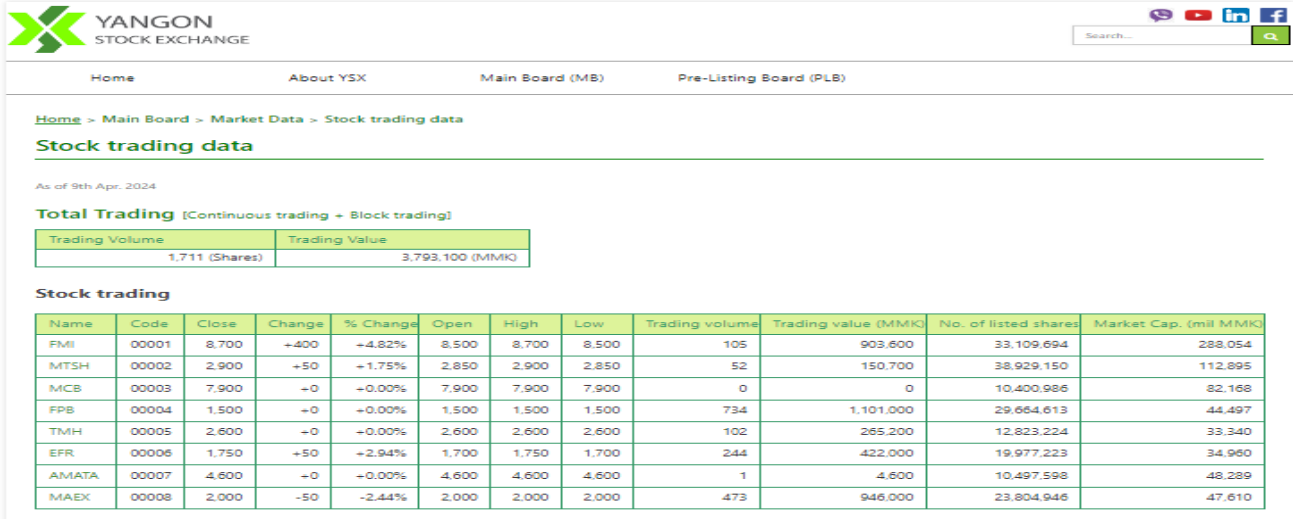 YANGON
STOCK EXCHANGE
Search...
Home About YSX Main Board (MB) Pre-Listing Board (PLB)
Home > Main Board > Market Data > Stock trading data
Stock trading data
As of 9th Apr. 2024
Total Trading [Continuous trading + Block trading]
Trading Volume Trading Value
1,711 (Shares) 3,793,100 (MMK)
Stock trading
Name Code Close Change % Change Open High Low Trading volume Trading value (MMK) No. of listed shares Market Cap. (mil MMK)
FMI 00001 8,700 +400 +4.82% 8,500 8,700 8,500 105 903,600 33,109,694 288,054
MTSH 00002 2,900 +50 +1.75% 2,850 2,900 2,850 52 150,700 38,929,150 112,895
MCB 00003 7,900 +0 +0.00% 7,900 7,900 7,900 0 0 10,400,986 82,168
FPB 00004 1,500 +0 +0.00% 1,500 1,500 1,500 734 1,101,000 29,664,613 44,497
TMH 00005 2,600 +0 +0.00% 2,600 2,600 2,600 102 265,200 12,823,224 33,340
EFR 00006 1,750 +50 +2.94% 1,700 1,750 1,700 244 422,000 19,977,223 34,960
AMATA 00007 4,600 +0 +0.00% 4,600 4,600 4,600 1 4,600 10,497,598 48,289
MAEX 00008 2,000 -50 -2.44% 2,000 2,000 2,000 473 946,000 23,804,946 47,610